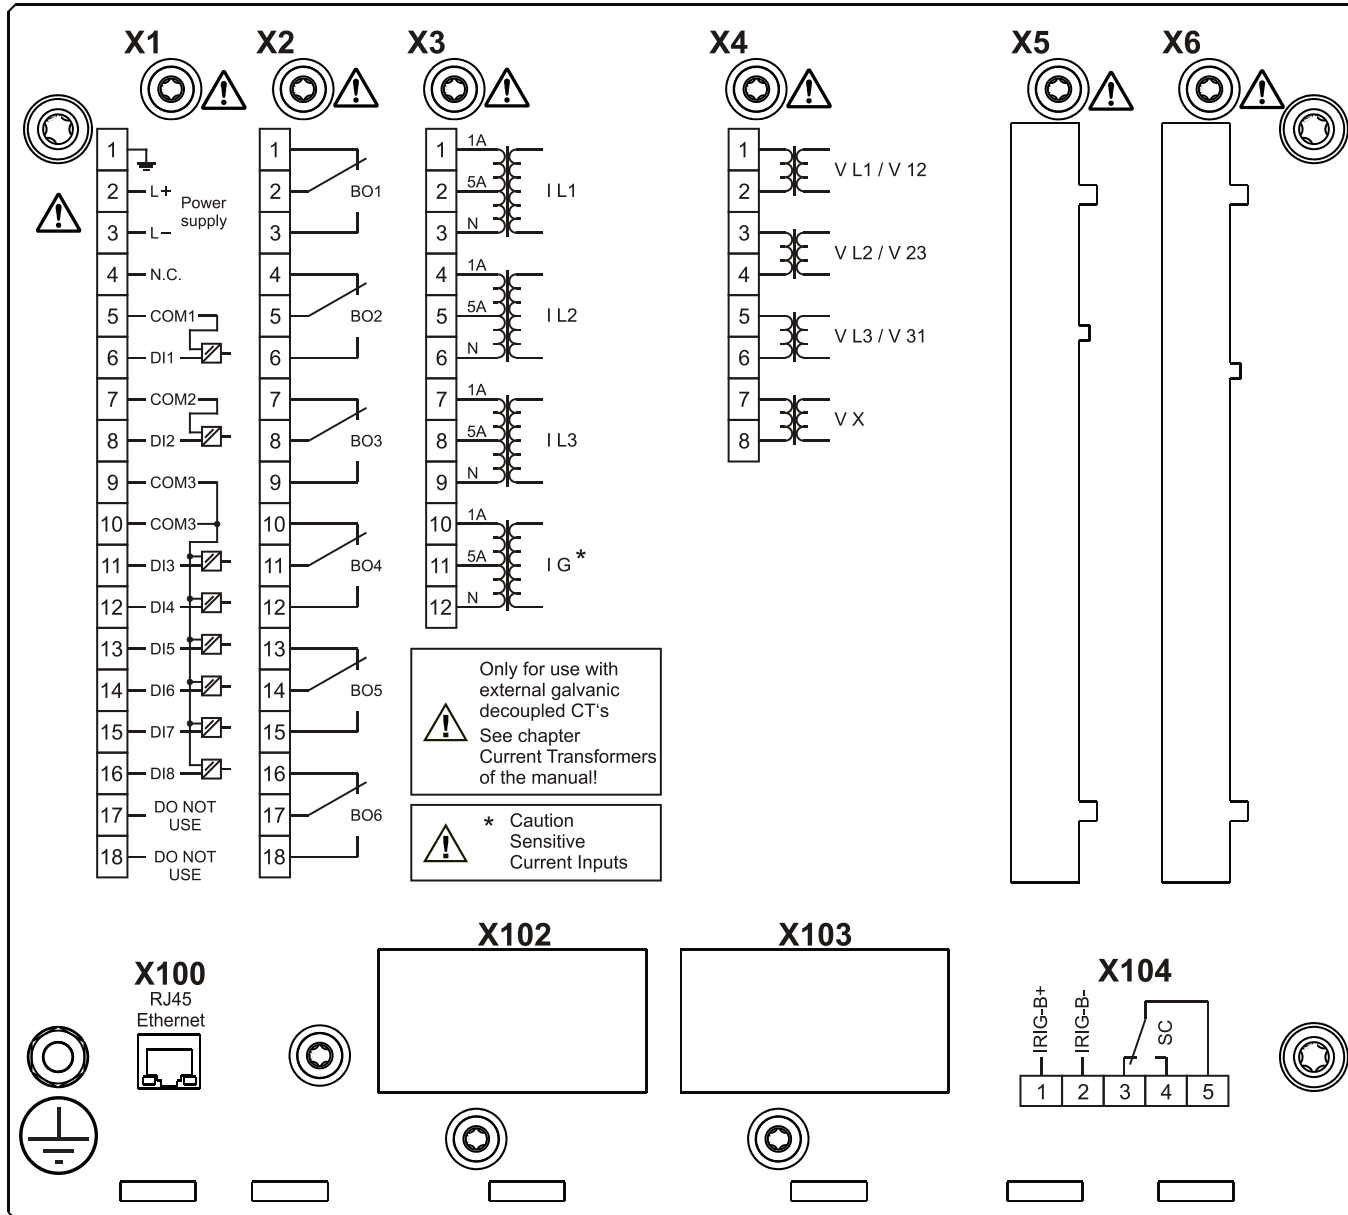 X1
1
2 L+
Power
supply
3 L-
4 N.C.
5 COM1
6 DI1
7 COM2
8 DI2
9 COM3
10 COM3
11 DI3
12 DI4
13 DI5
14 DI6
15 DI7
16 DI8
17 DO NOT
USE
18 DO NOT
USE
X2
1
2 BO1
3
4
5 BO2
6
7
8 BO3
9
10
11 BO4
12
13
14 BO5
15
16
17 BO6
18
X3
1 1A
2 5A I L1
3 N
4 1A
5 5A I L2
6 N
7 1A
8 5A I L3
9 N
10 1A
11 5A I G *
12 N
! Only for use with
external galvanic
decoupled CT‘s
See chapter
Current Transformers
of the manual!
! * Caution
Sensitive
Current Inputs
X4
1 V L1 / V 12
2
3 V L2 / V 23
4
5 V L3 / V 31
6
7 V X
8
X5
X6
X100
RJ45
Ethernet
X102
X103
X104
IRIG-B+
IRIG-B-
SC
1 2 3 4 5